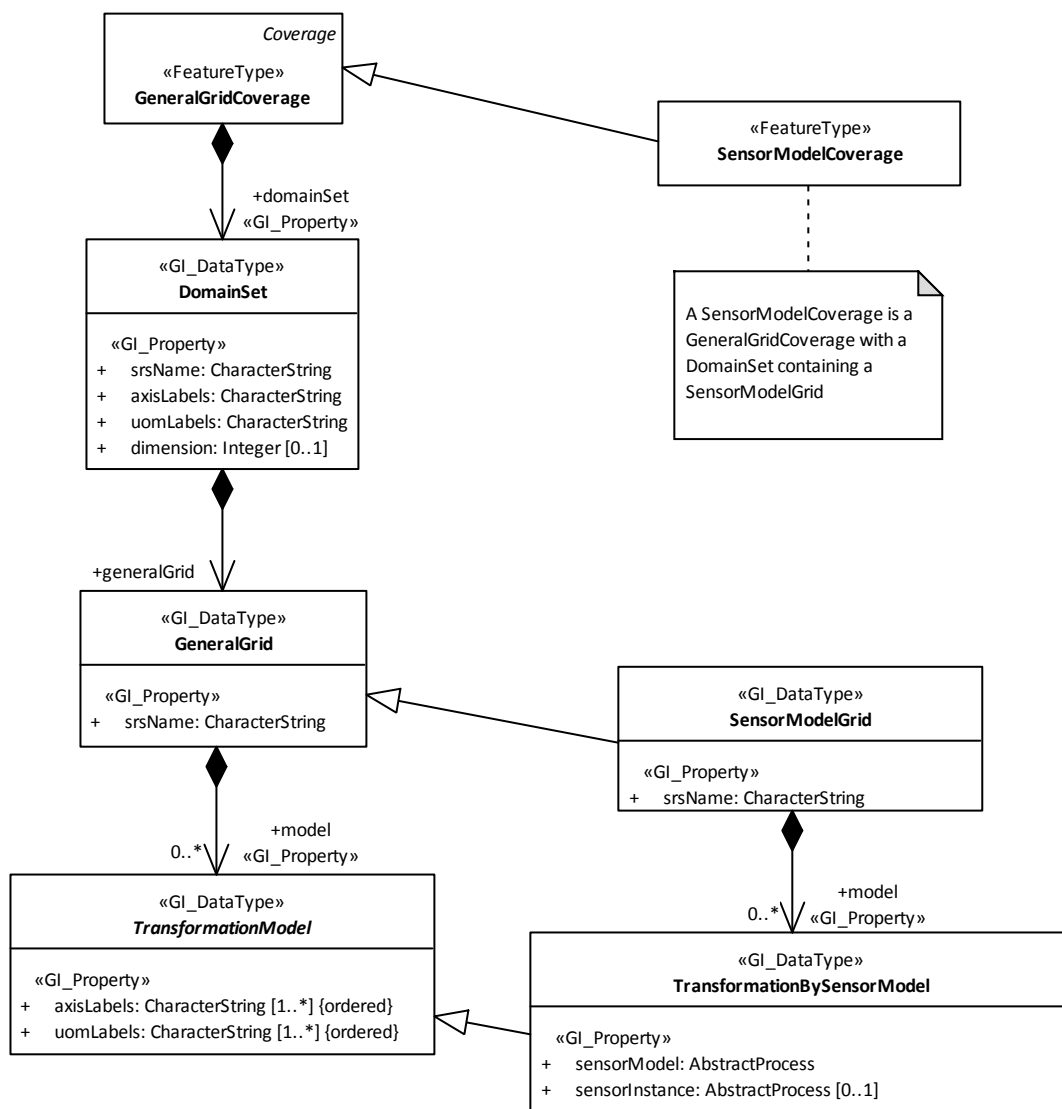 Coverage
«FeatureType»
GeneralGridCoverage
«FeatureType»
SensorModelCoverage
+domainSet
«GI_Property»
«GI_DataType»
DomainSet
«GI_Property»
+ srsName: CharacterString
+ axisLabels: CharacterString
+ uomLabels: CharacterString
+ dimension: Integer [0..1]
A SensorModelCoverage is a
GeneralGridCoverage with a
DomainSet containing a
SensorModelGrid
+generalGrid
«GI_DataType»
GeneralGrid
«GI_Property»
+ srsName: CharacterString
«GI_DataType»
SensorModelGrid
«GI_Property»
+ srsName: CharacterString
+model
0..* «GI_Property»
«GI_DataType»
TransformationModel
«GI_Property»
+ axisLabels: CharacterString [1..*] {ordered}
+ uomLabels: CharacterString [1..*] {ordered}
+model
0..* «GI_Property»
«GI_DataType»
TransformationBySensorModel
«GI_Property»
+ sensorModel: AbstractProcess
+ sensorInstance: AbstractProcess [0..1]